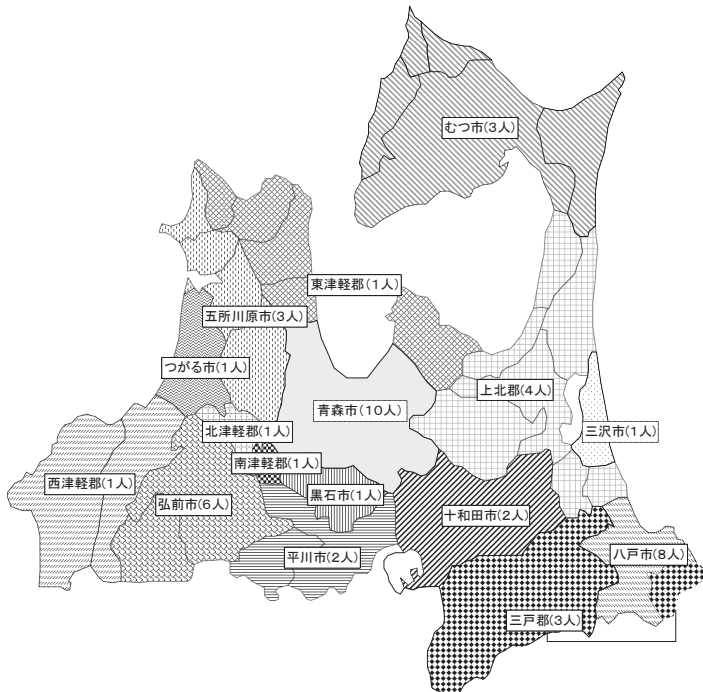 むつ市(3人)
東津軽郡(1人)
五所川原市(3人)
つがる市(1人)
上北郡(4人)
青森市(10人)
北津軽郡(1人)
三沢市(1人)
南津軽郡(1人)
西津軽郡(1人)
黒石市(1人)
弘前市(6人)
十和田市(2人)
平川市(2人)
八戸市(8人)
三戸郡(3人)